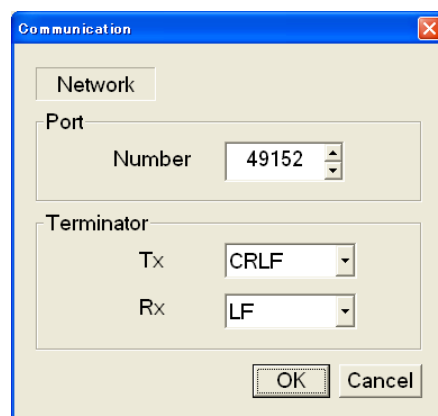 Communication
Network
Port
Number 49152
Terminator
Tx CRLF
Rx LF
OK Cancel